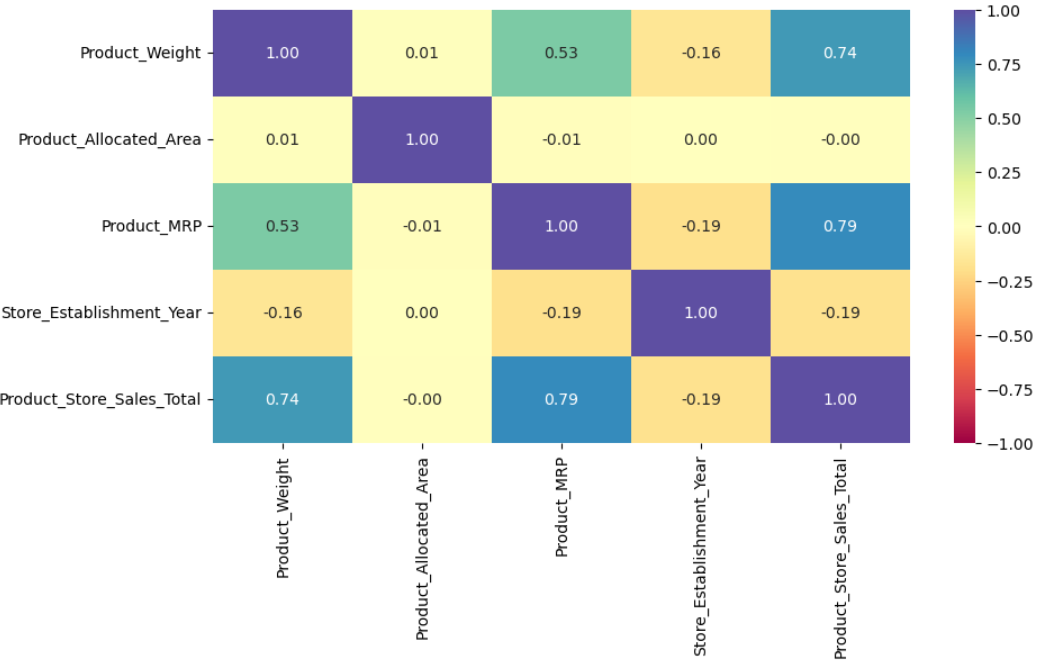 Product_Weight 1.00 0.01 0.53 -0.16 0.74
Product_Allocated_Area 0.01 1.00 -0.01 0.00 -0.00
Product_MRP 0.53 -0.01 1.00 -0.19 0.79
Store_Establishment_Year -0.16 0.00 -0.19 1.00 -0.19
Product_Store_Sales_Total 0.74 -0.00 0.79 -0.19 1.00
Product_Weight
Product_Allocated_Area
Product_MRP
Store_Establishment_Year
Product_Store_Sales_Total
1.00
0.75
0.50
0.25
0.00
−0.25
−0.50
−0.75
−1.00